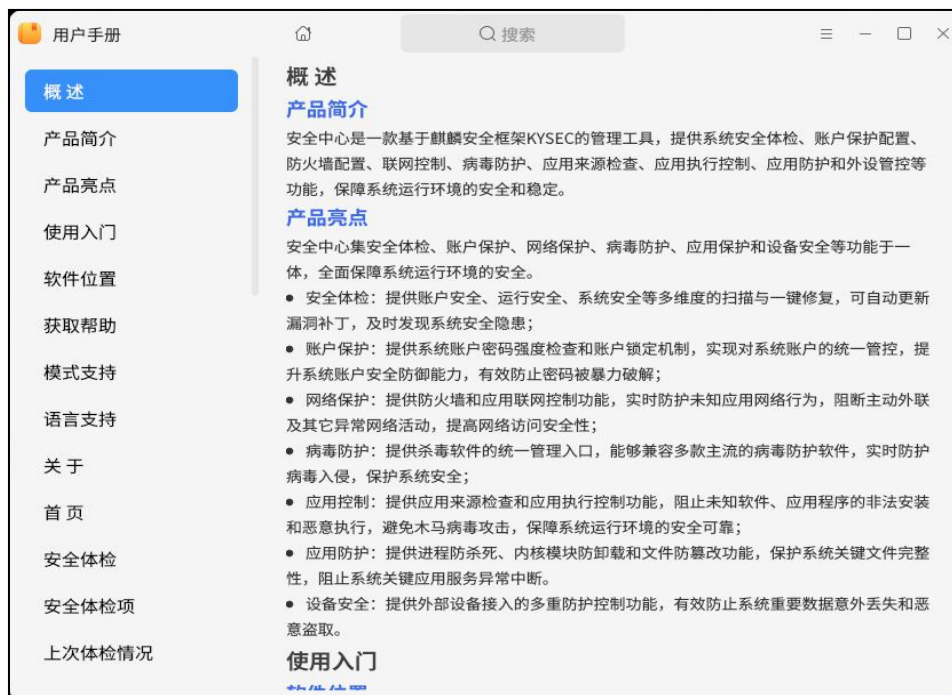 用户手册
搜索
概 述
产品简介
产品亮点
使用入门
软件位置
获取帮助
模式支持
语言支持
关 于
首 页
安全体检
安全体检项
上次体检情况
概 述
产品简介
安全中心是一款基于麒麟安全框架KYSEC的管理工具，提供系统安全体检、账户保护配置、
防火墙配置、联网控制、病毒防护、应用来源检查、应用执行控制、应用防护和外设管控等
功能，保障系统运行环境的安全和稳定。
产品亮点
安全中心集安全体检、账户保护、网络保护、病毒防护、应用保护和设备安全等功能于一
体，全面保障系统运行环境的安全。
● 安全体检：提供账户安全、运行安全、系统安全等多维度的扫描与一键修复，可自动更新
漏洞补丁，及时发现系统安全隐患；
● 账户保护：提供系统账户密码强度检查和账户锁定机制，实现对系统账户的统一管控，提
升系统账户安全防御能力，有效防止密码被暴力破解；
● 网络保护：提供防火墙和应用联网控制功能，实时防护未知应用网络行为，阻断主动外联
及其它异常网络活动，提高网络访问安全性；
● 病毒防护：提供杀毒软件的统一管理入口，能够兼容多款主流的病毒防护软件，实时防护
病毒入侵，保护系统安全；
● 应用控制：提供应用来源检查和应用执行控制功能，阻止未知软件、应用程序的非法安装
和恶意执行，避免木马病毒攻击，保障系统运行环境的安全可靠；
● 应用防护：提供进程防杀死、内核模块防卸载和文件防篡改功能，保护系统关键文件完整
性，阻止系统关键应用服务异常中断。
● 设备安全：提供外部设备接入的多重防护控制功能，有效防止系统重要数据意外丢失和恶
意盗取。
使用入门
软件位置